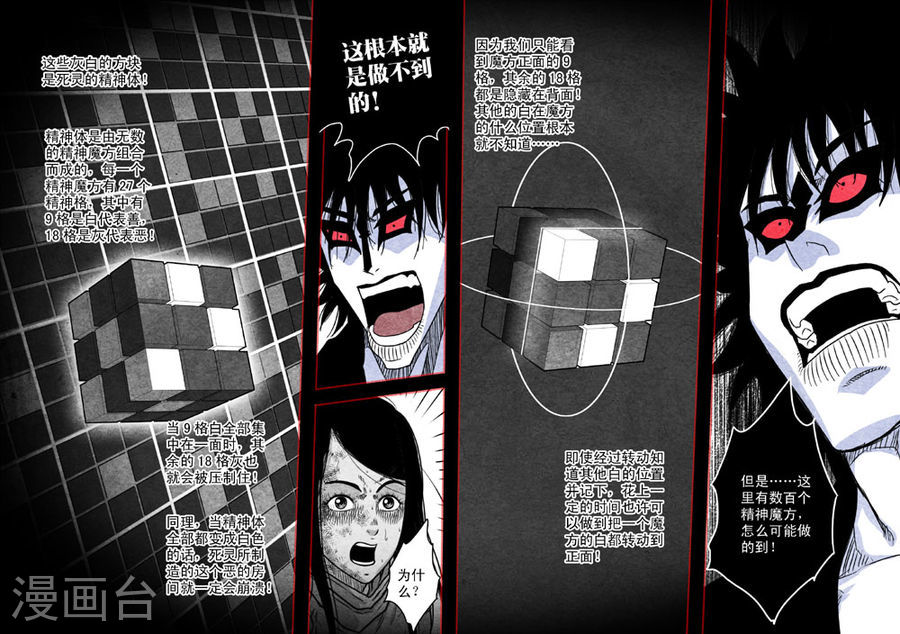 这些灰白的方块
是死灵的精神体！
精神体是由无数
的精神魔方组合
而成的，每一个
精神魔方有27个
精神格，其中有
9格是白代表善，
18格是灰代表恶！
当9格白全部集
中在一面时，其
余的18格灰也
就会被压制住！
同理，当精神体
全部都变成白色
的话，死灵所制
造的这个恶的房
间就一定会崩溃！
这根本就
是做不到
的！
为什
么？
因为我们只能看
到魔方正面的9
格，其余的18格
都是隐藏在背面！
其他的白在魔方
的什么位置根本
就不知道……
即使经过转动知
道其他白的位置
并记下，花上一
定的时间也许可
以做到把一个魔
方的白都转动到
正面！
但是……这
里有数百个
精神魔方，
怎么可能做
的到！
漫画台